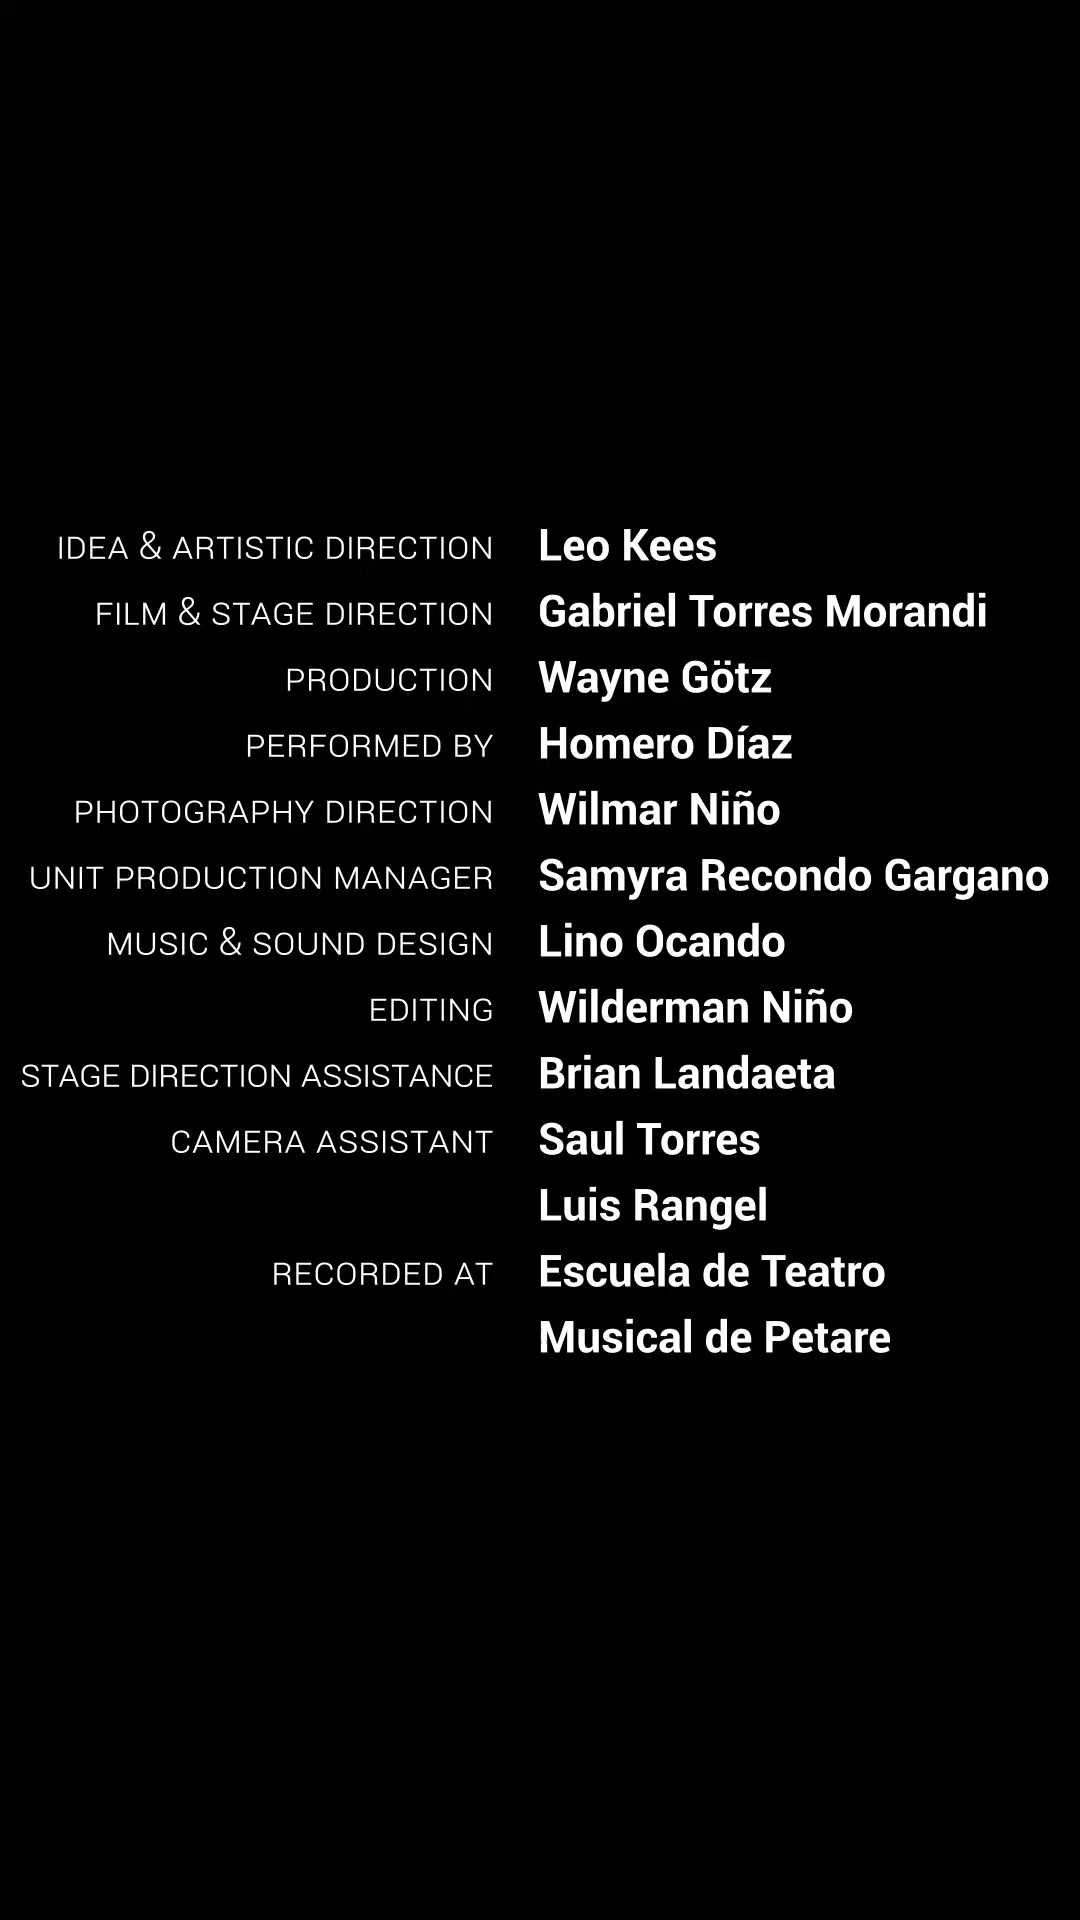 IDEA & ARTISTIC DIRECTION Leo Kees
FILM & STAGE DIRECTION Gabriel Torres Morandi
PRODUCTION Wayne Götz
PERFORMED BY Homero Díaz
PHOTOGRAPHY DIRECTION Wilmar Niño
UNIT PRODUCTION MANAGER Samyra Recondo Gargano
MUSIC & SOUND DESIGN Lino Ocando
EDITING Wilderman Niño
STAGE DIRECTION ASSISTANCE Brian Landaeta
CAMERA ASSISTANT Saul Torres
Luis Rangel
RECORDED AT Escuela de Teatro
Musical de Petare